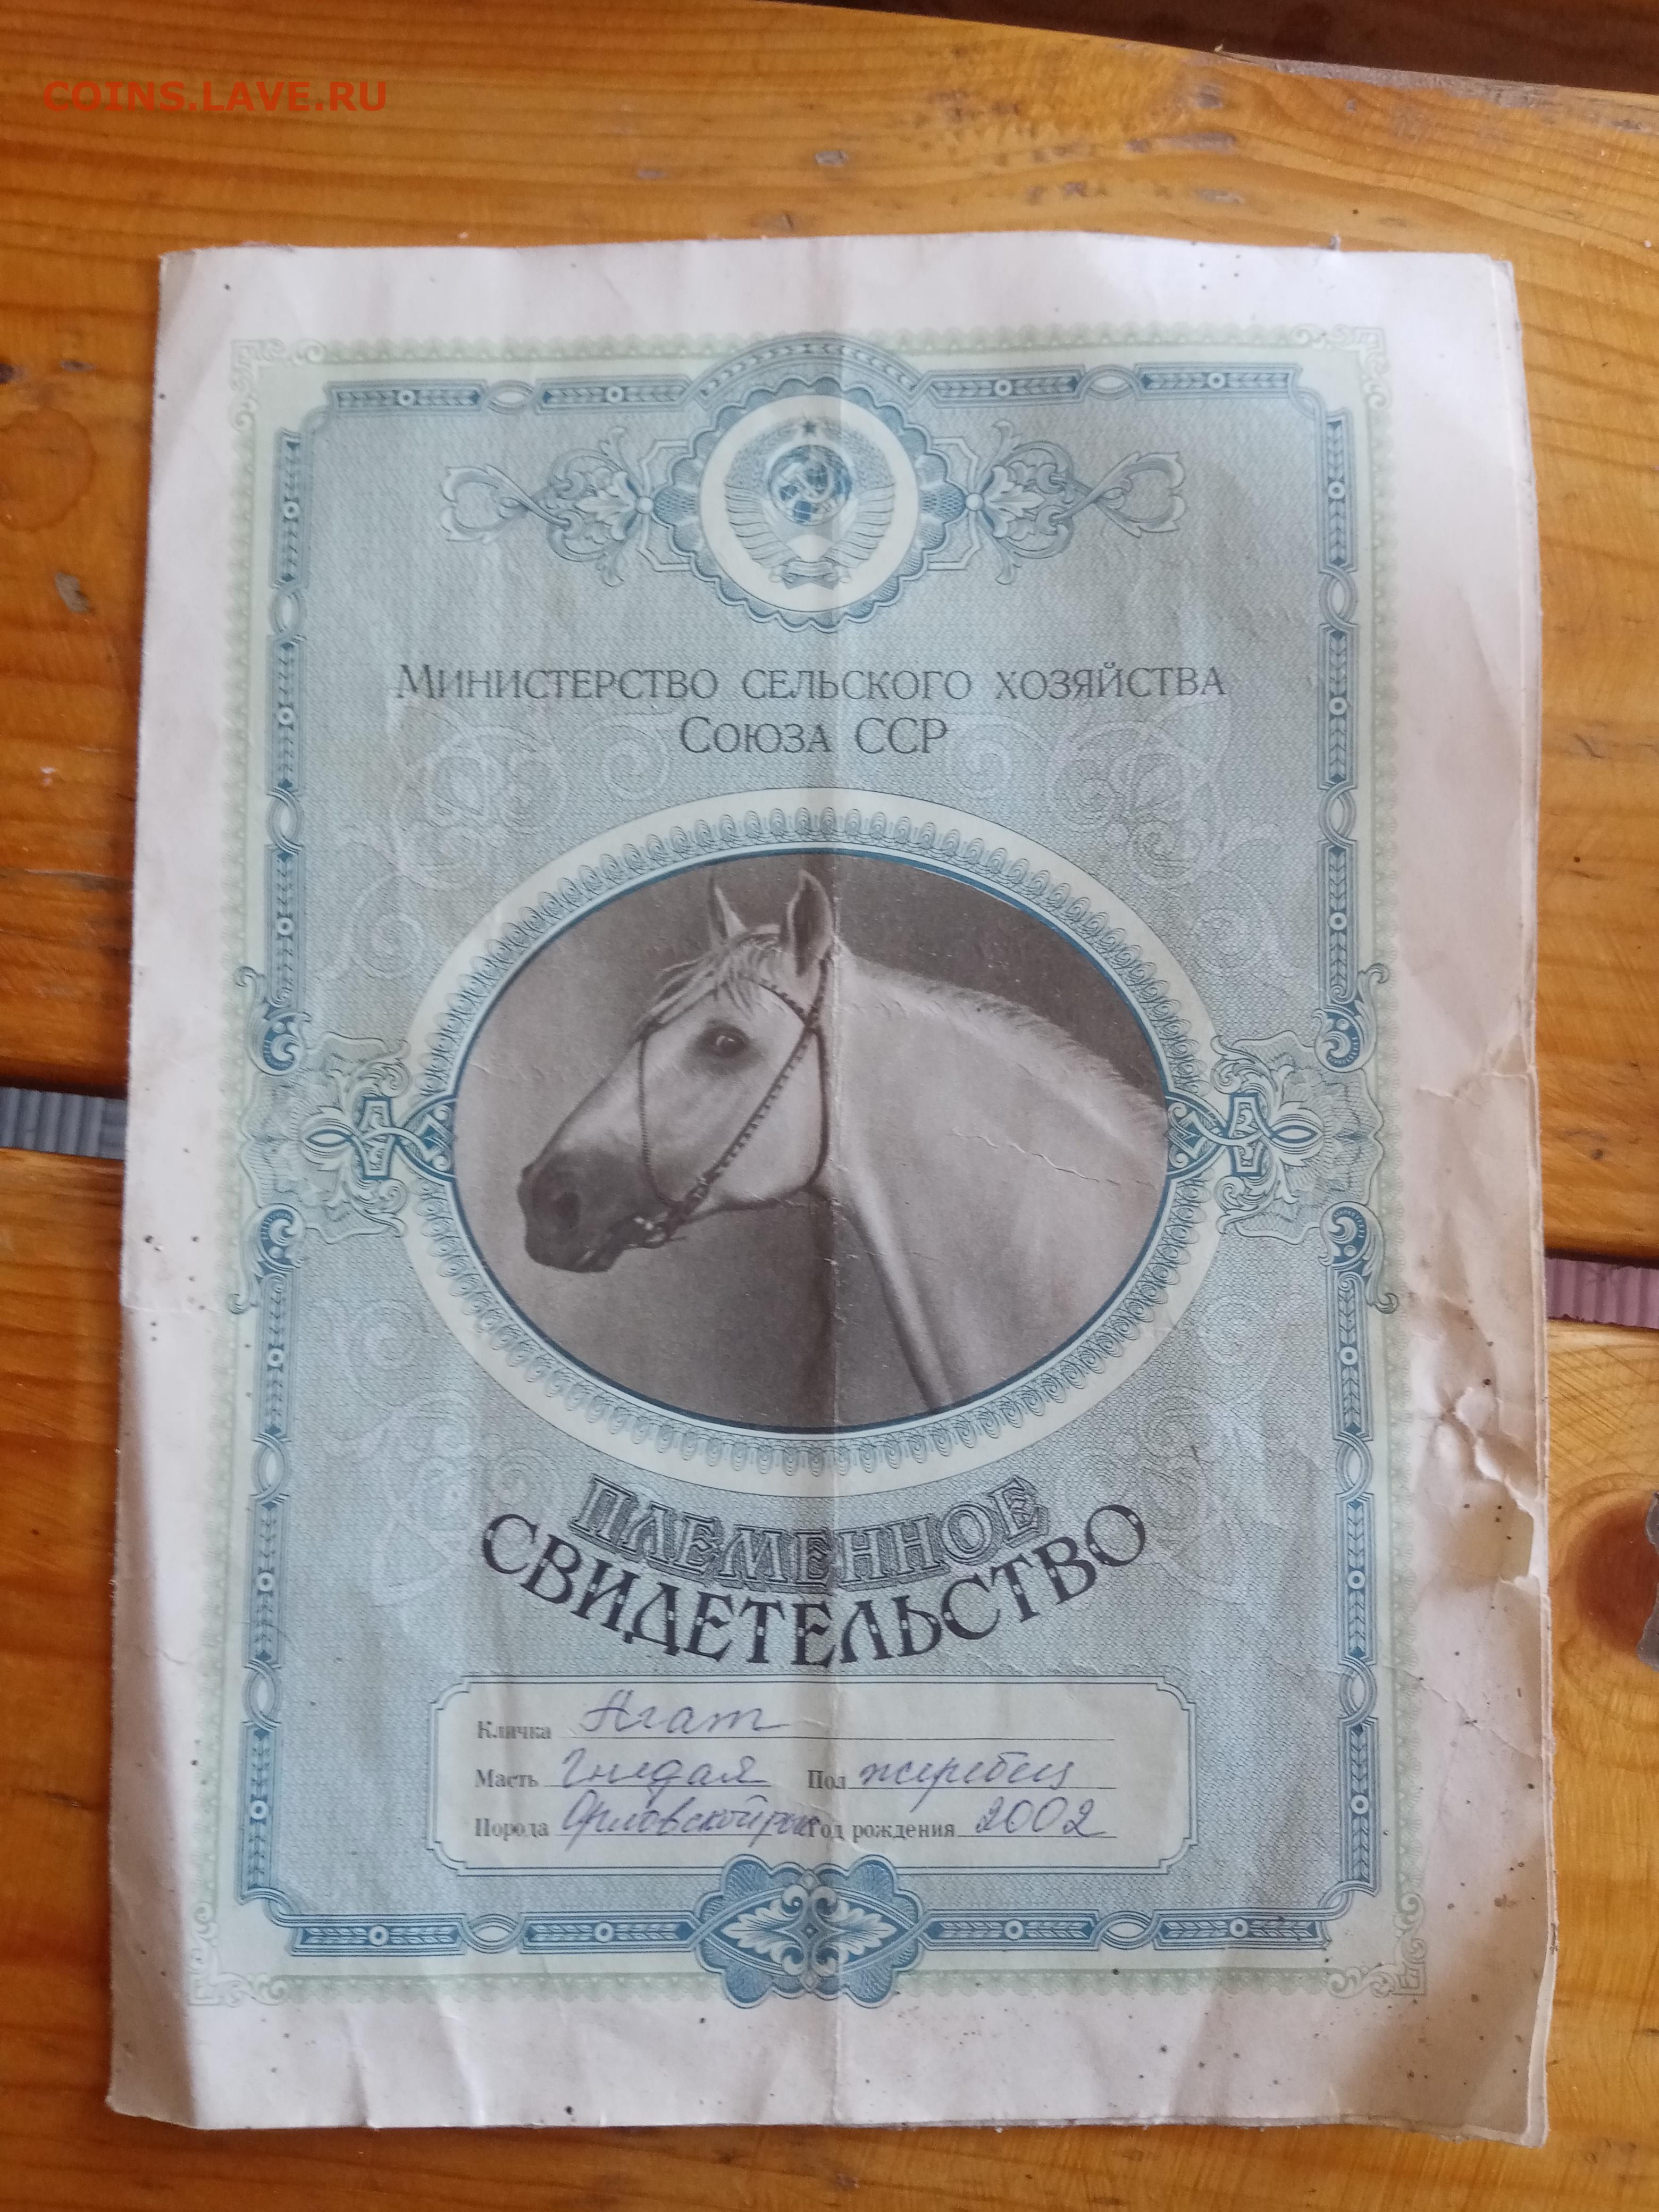 COINS.LAVE.RU
Министерство сельского хозяйства
Союза ССР
ПЛЕМЕННОЕ
СВИДЕТЕЛЬСТВО
Кличка Агат
Масть Гнедая Пол жеребец
Порода Орловской Год рождения 2002